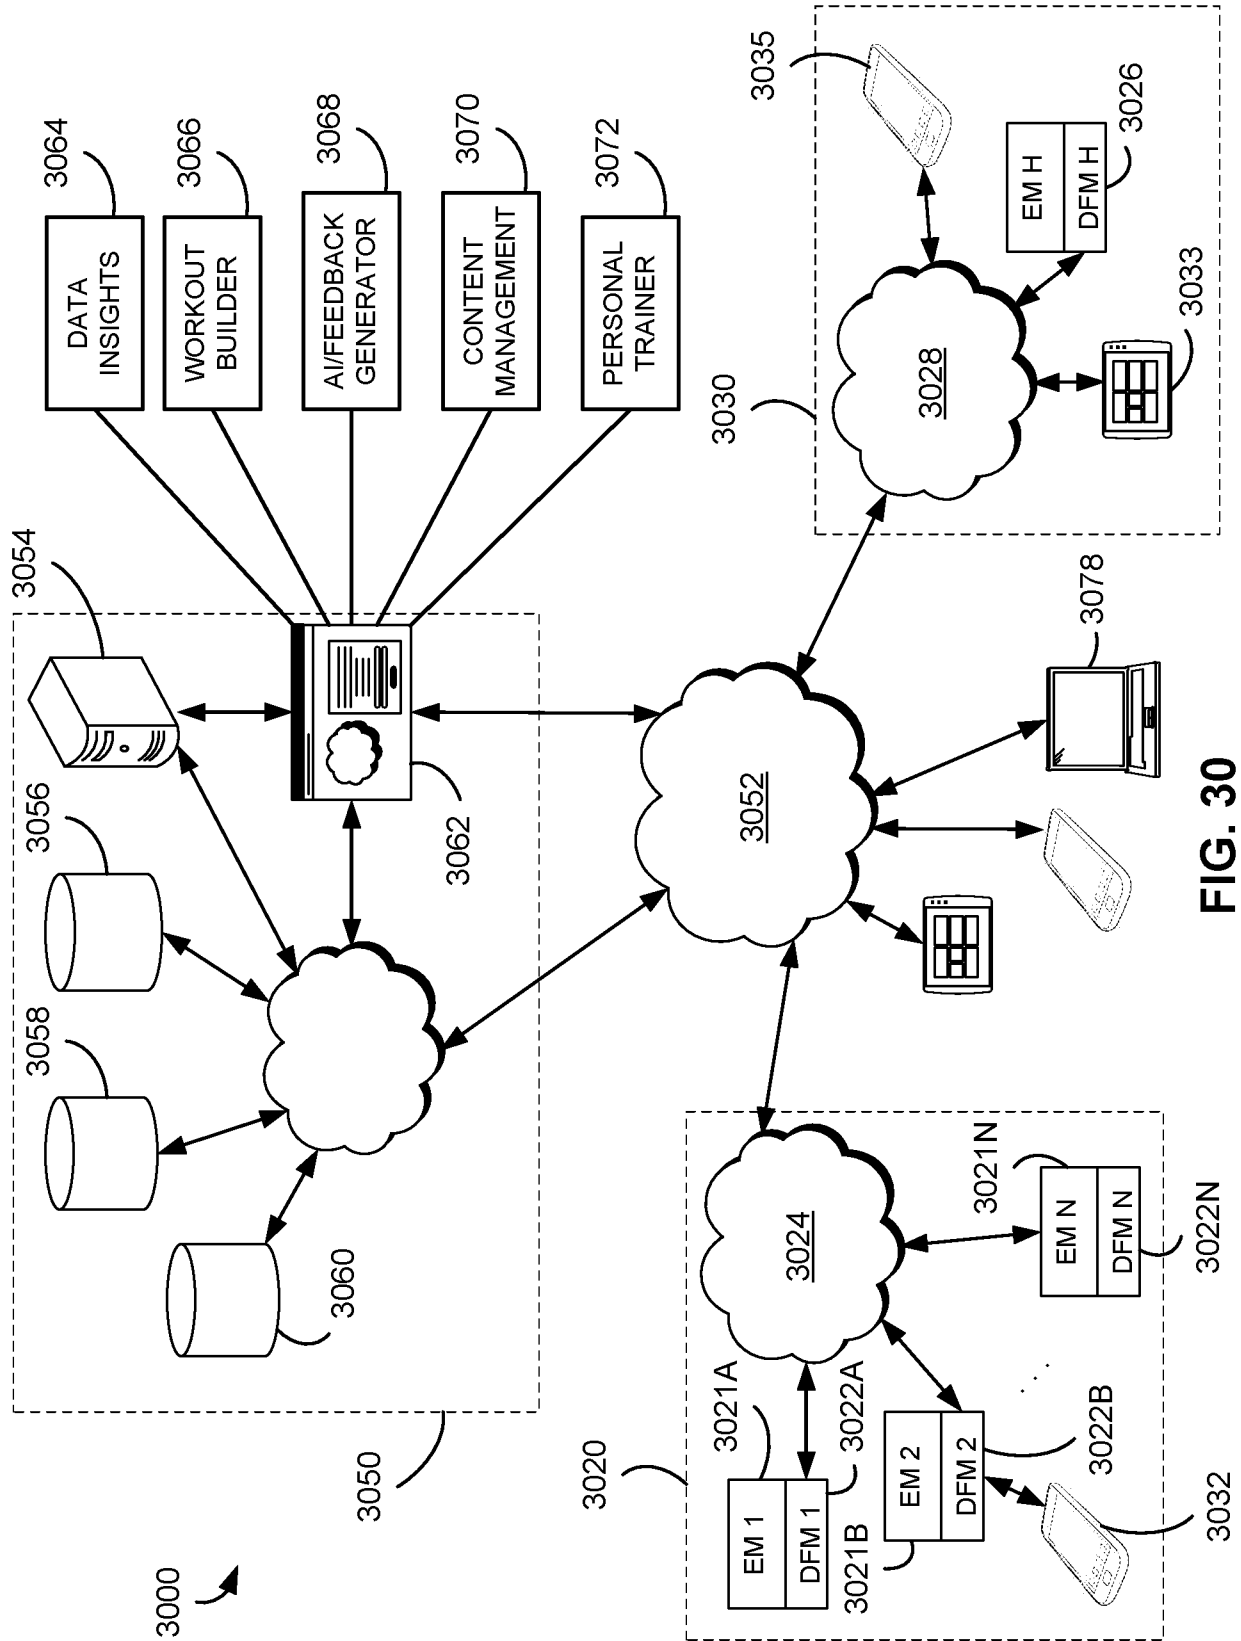 3000
3050
3054
3056
3058
3060
3062
3064
DATA
INSIGHTS
3066
WORKOUT
BUILDER
3068
AI/FEEDBACK
GENERATOR
3070
CONTENT
MANAGEMENT
3072
PERSONAL
TRAINER
3052
3020
3024
EM 1
DFM 1
3021A
3022A
EM 2
DFM 2
3021B
3022B
3032
. . .
EM N
DFM N
3021N
3022N
3078
3030
3028
3035
EM H
DFM H
3026
3033
FIG. 30